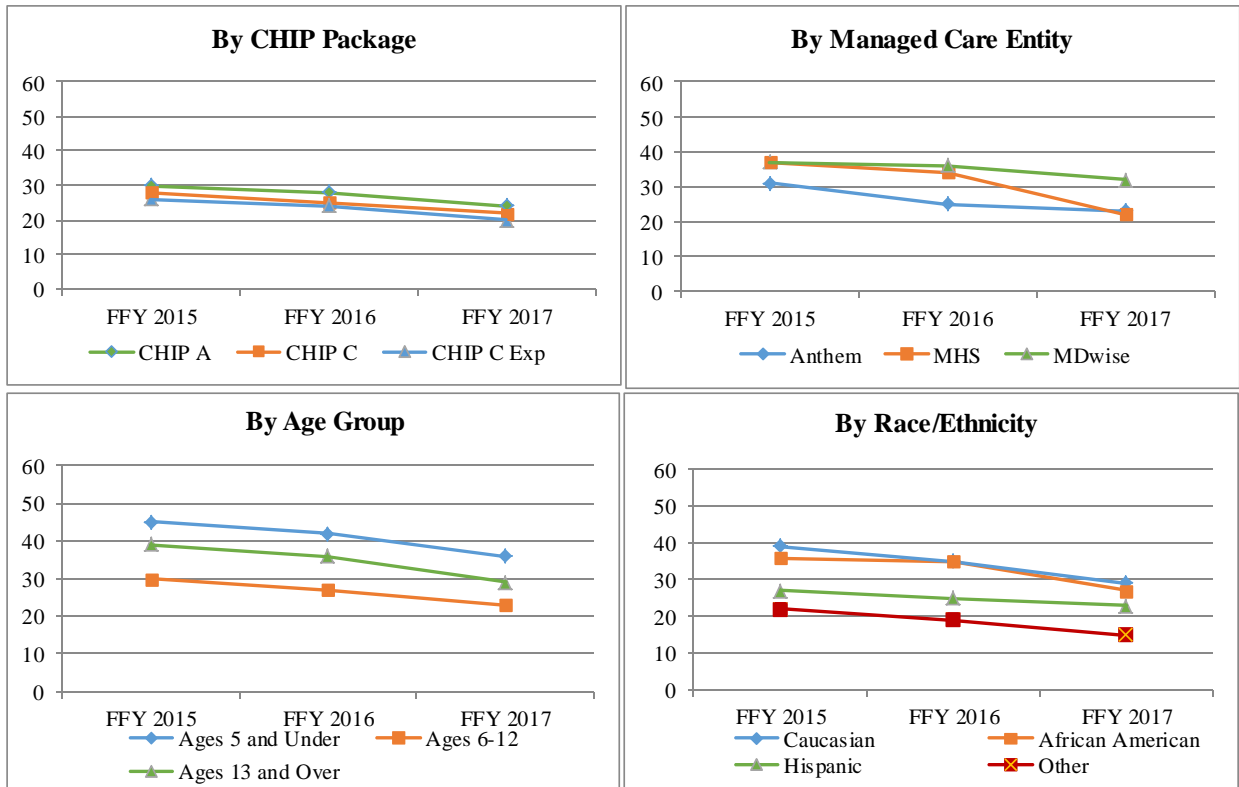 By CHIP Package
60
50
40
30
20
10
0
FFY 2015 FFY 2016 FFY 2017
CHIP A CHIP C CHIP C Exp
By Managed Care Entity
60
50
40
30
20
10
0
FFY 2015 FFY 2016 FFY 2017
Anthem MHS MDwise
By Age Group
60
50
40
30
20
10
0
FFY 2015 FFY 2016 FFY 2017
Ages 5 and Under Ages 6-12
Ages 13 and Over
By Race/Ethnicity
60
50
40
30
20
10
0
FFY 2015 FFY 2016 FFY 2017
Caucasian African American
Hispanic Other